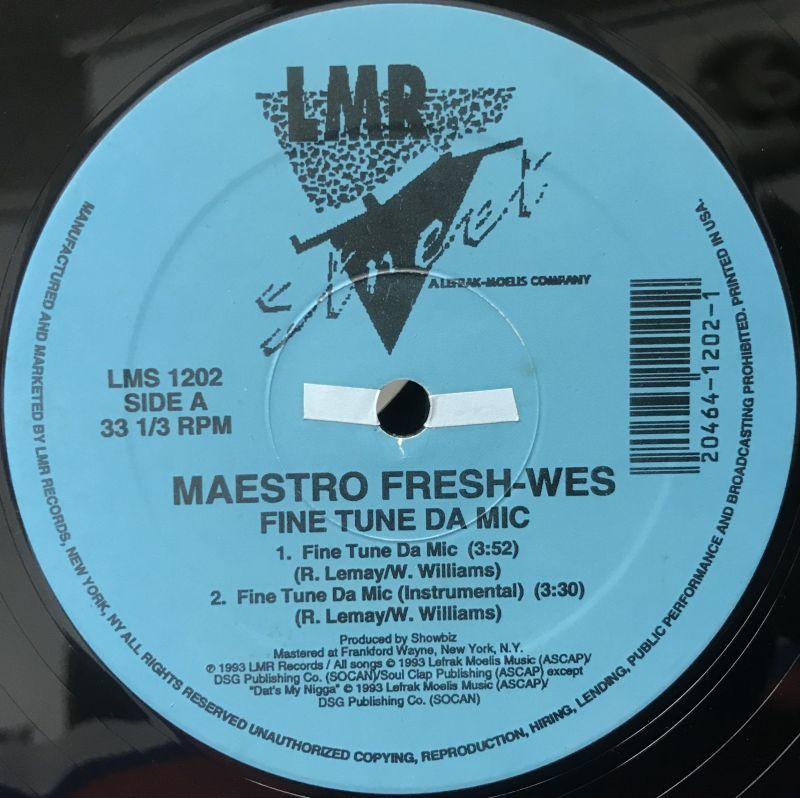 LMR
Street
A LEFRAK-MOELIS COMPANY
LMS 1202
SIDE A
33 1/3 RPM
20464-1202-1
MAESTRO FRESH-WES
FINE TUNE DA MIC
1. Fine Tune Da Mic (3:52)
(R. Lemay/W. Williams)
2. Fine Tune Da Mic (Instrumental) (3:30)
(R. Lemay/W. Williams)
Produced by Showbiz
Mastered at Frankford Wayne, New York, N.Y.
℗ 1993 LMR Records / All songs © 1993 Lefrak Moelis Music (ASCAP)/
DSG Publishing Co. (SOCAN)/Soul Clap Publishing (ASCAP) except
"Dat's My Nigga" © 1993 Lefrak Moelis Music (ASCAP)/
DSG Publishing Co. (SOCAN)
MANUFACTURED AND MARKETED BY LMR RECORDS, NEW YORK, NY ALL RIGHTS RESERVED UNAUTHORIZED COPYING, REPRODUCTION, HIRING, LENDING, PUBLIC PERFORMANCE AND BROADCASTING PROHIBITED. PRINTED IN USA.